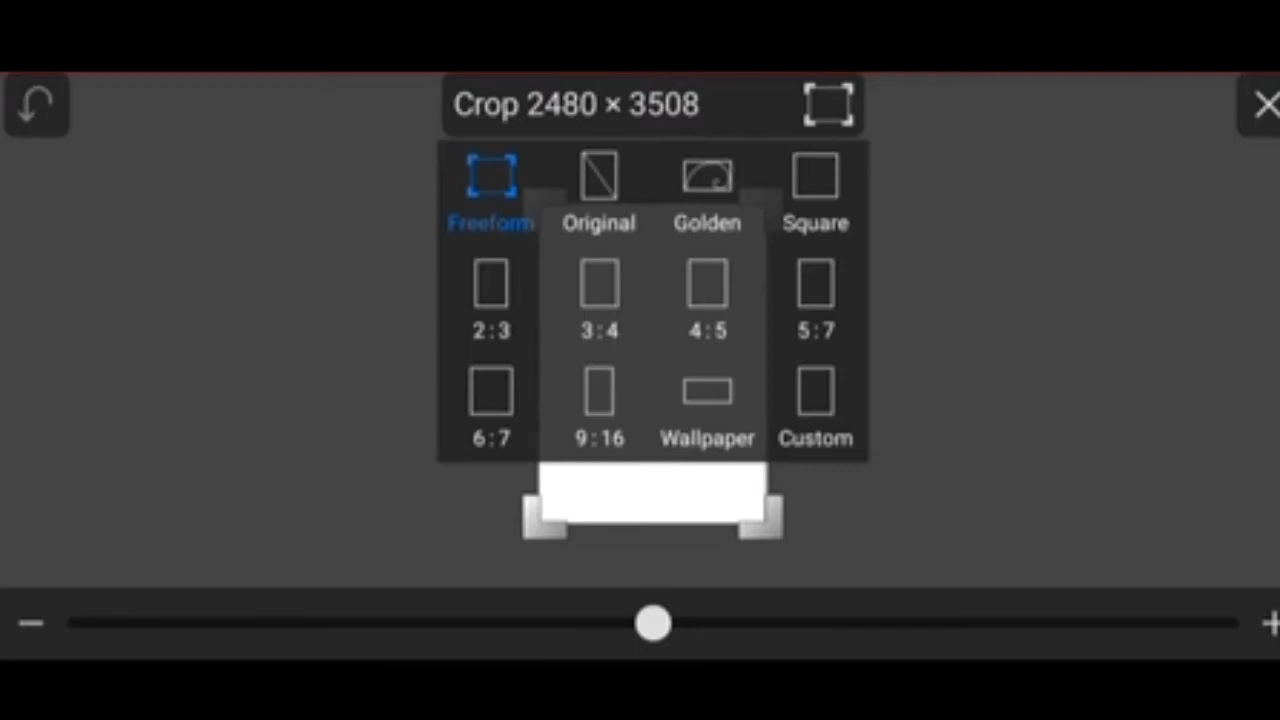 Crop 2480 × 3508
Freeform Original Golden Square
2:3 3:4 4:5 5:7
6:7 9:16 Wallpaper Custom